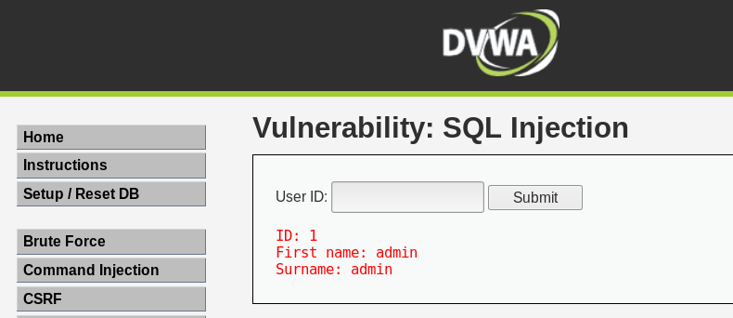 DVWA
Vulnerability: SQL Injection
Home
Instructions
Setup / Reset DB
Brute Force
Command Injection
CSRF
User ID:
Submit
ID: 1
First name: admin
Surname: admin